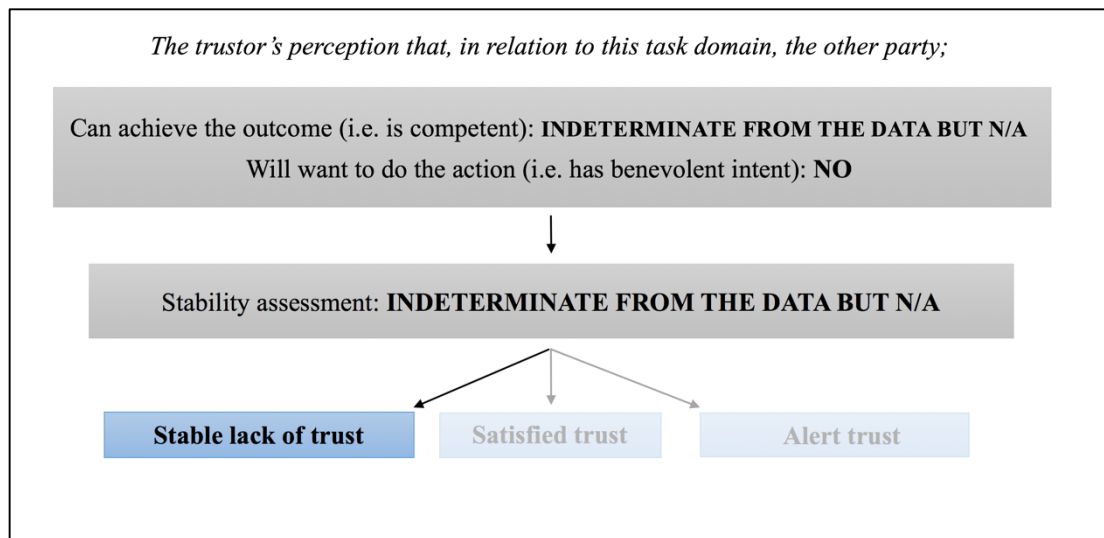 The trustor’s perception that, in relation to this task domain, the other party;
Can achieve the outcome (i.e. is competent): INDETERMINATE FROM THE DATA BUT N/A
Will want to do the action (i.e. has benevolent intent): NO
Stability assessment: INDETERMINATE FROM THE DATA BUT N/A
Stable lack of trust
Satisfied trust
Alert trust